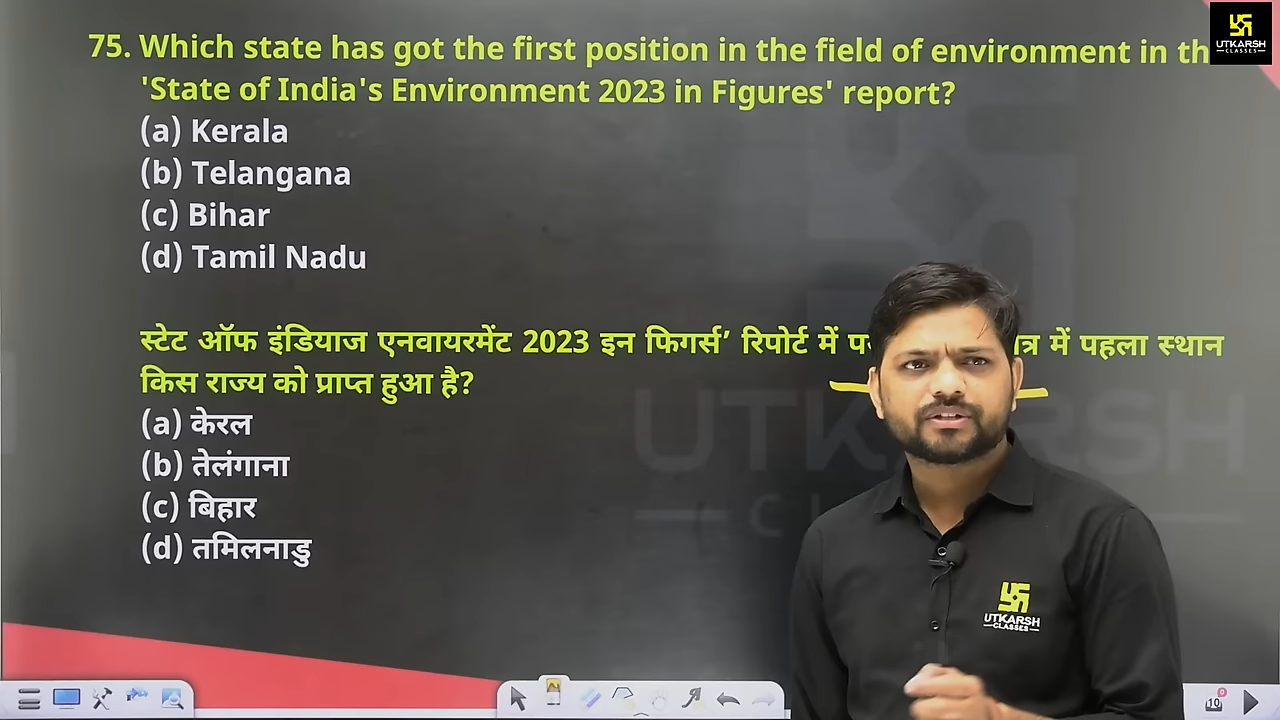 75. Which state has got the first position in the field of environment in th
'State of India's Environment 2023 in Figures' report?
(a) Kerala
(b) Telangana
(c) Bihar
(d) Tamil Nadu
स्टेट ऑफ इंडियाज एनवायरमेंट 2023 इन फिगर्स’ रिपोर्ट में में पहला स्थान
किस राज्य को प्राप्त हुआ है?
(a) केरल
(b) तेलंगाना
(c) बिहार
(d) तमिलनाडु
UTKARSH
CLASSES
UTKARSH
CLASSES
UTKARSH
10